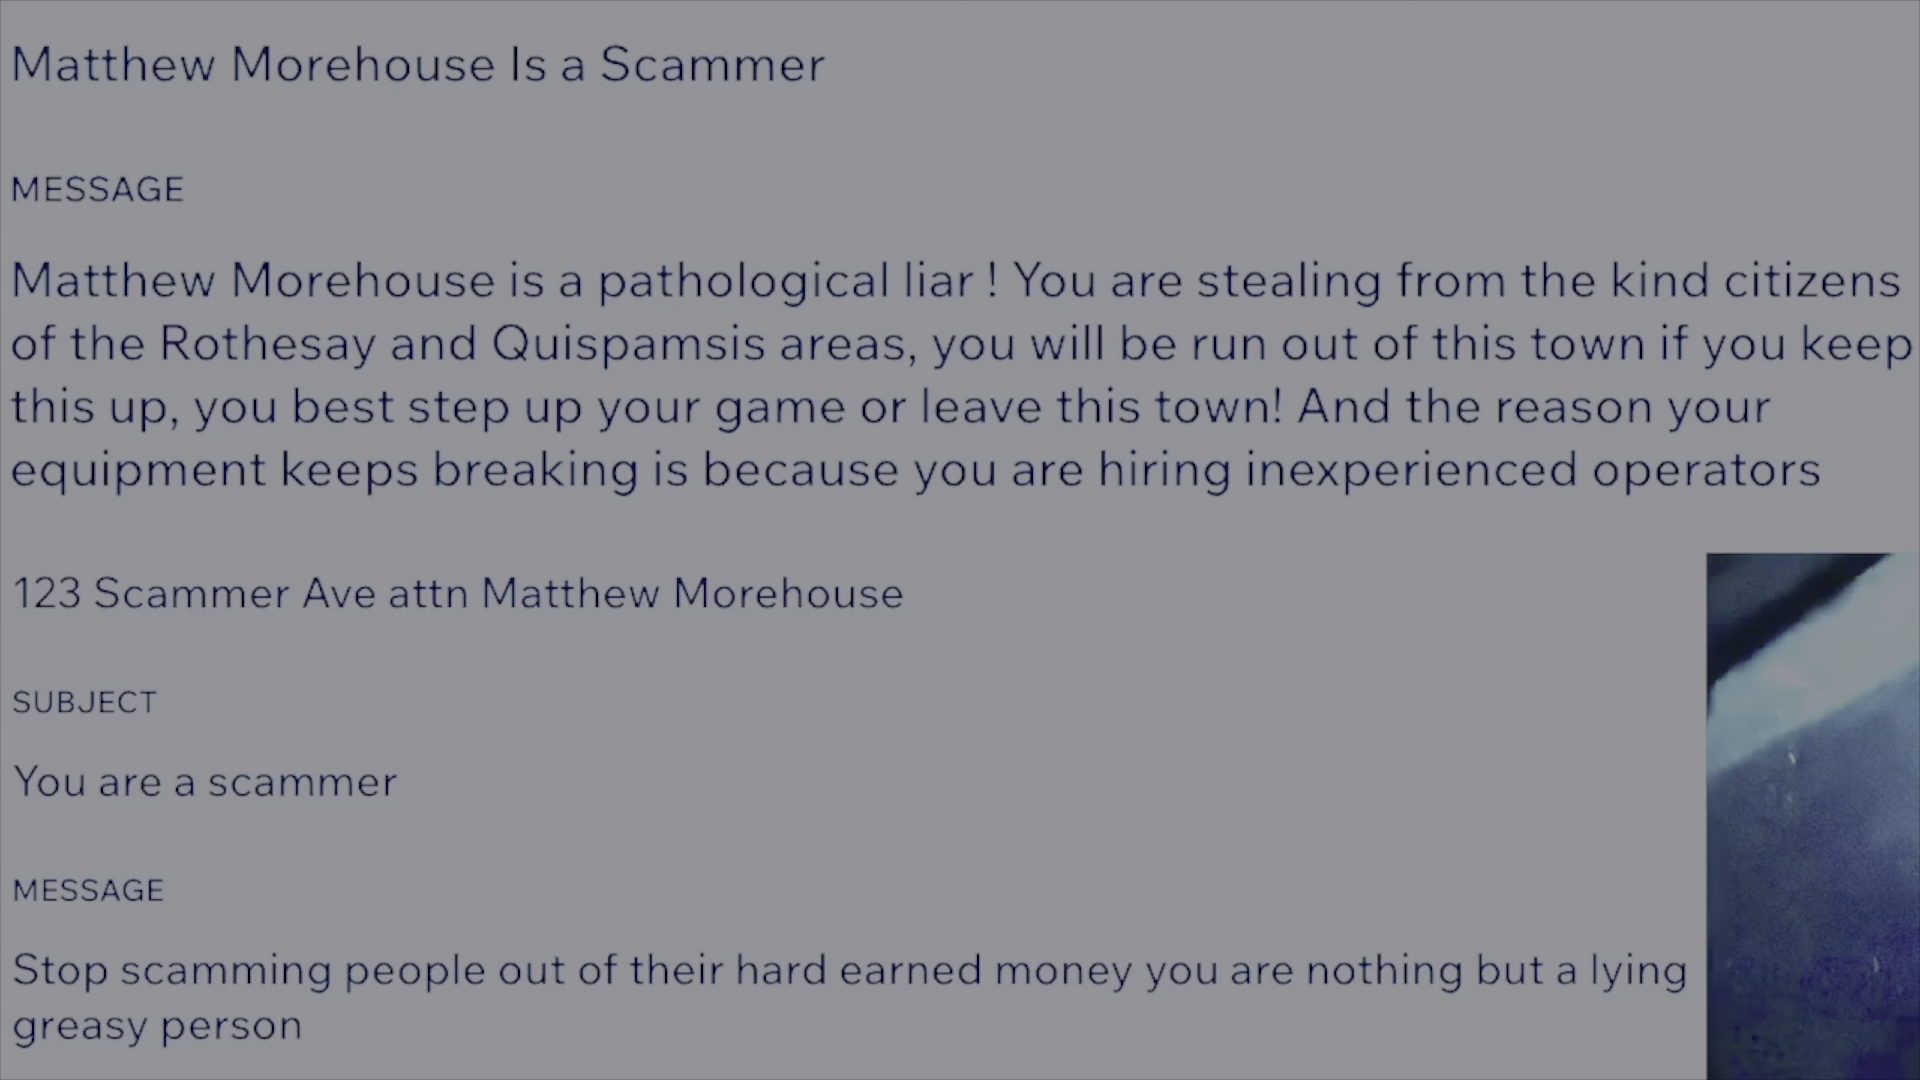 Matthew Morehouse Is a Scammer
MESSAGE
Matthew Morehouse is a pathological liar ! You are stealing from the kind citizens
of the Rothesay and Quispamsis areas, you will be run out of this town if you keep
this up, you best step up your game or leave this town! And the reason your
equipment keeps breaking is because you are hiring inexperienced operators
123 Scammer Ave attn Matthew Morehouse
SUBJECT
You are a scammer
MESSAGE
Stop scamming people out of their hard earned money you are nothing but a lying
greasy person